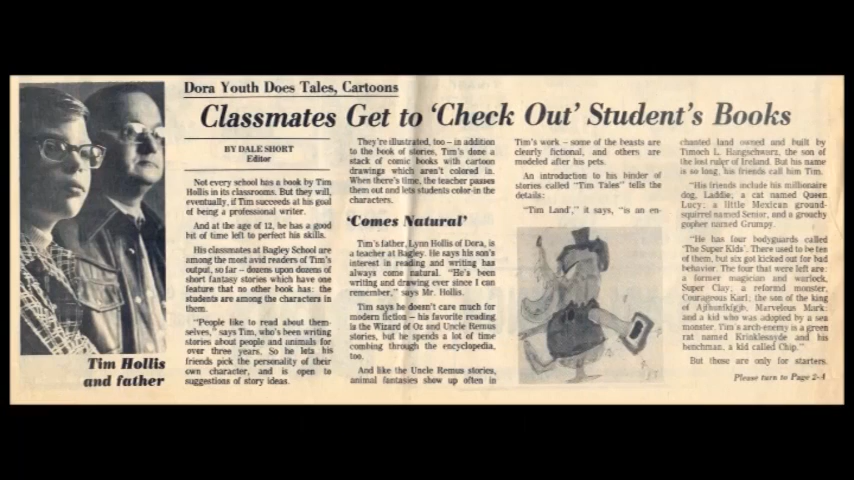 Dora Youth Does Tales, Cartoons
Classmates Get to 'Check Out' Student's Books
BY DALE SHORT
Editor
Not every school has a book by Tim
Hollis in its classrooms. But they will,
eventually, if Tim succeeds at his goal
of being a professional writer.
And at the age of 12, he has a good
bit of time left to perfect his skills.
His classmates at Bagley School are
among the most avid readers of Tim's
output, so far – dozens upon dozens of
short fantasy stories which have one
feature that no other book has: the
students are among the characters in
them.
"People like to read about them-
selves," says Tim, who's been writing
stories about people and animals for
over three years. So he lets his
friends pick the personality of their
own character, and is open to
suggestions of story ideas.
They're illustrated, too – in addition
to the book of stories, Tim's done a
stack of comic books with cartoon
drawings which aren't colored in.
When there's time, the teacher passes
them out and lets students color in the
characters.
'Comes Natural'
Tim's father, Lynn Hollis of Dora, is
a teacher at Bagley. He says his son's
interest in reading and writing has
always come natural. "He's been
writing and drawing ever since I can
remember," says Mr. Hollis.
Tim says he doesn't care much for
modern fiction – his favorite reading
is the Wizard of Oz and Uncle Remus
stories, but he spends a lot of time
combing through the encyclopedia,
too.
And like the Uncle Remus stories,
animal fantasies show up often in
Tim's work – some of the beasts are
clearly fictional, and others are
modeled after his pets.
An introduction to his binder of
stories called "Tim Tales" tells the
details:
"Tim Land," it says, "is an en-
chanted land owned and built by
Timoch L. Hangschwarz, the son of
the lost ruler of Ireland. But his name
is so long, his friends call him Tim.
"His friends include his millionaire
dog, Laddie; a cat named Queen
Lucy; a little Mexican ground-
squirrel named Senior, and a grouchy
gopher named Grumpy.
"He has four bodyguards called
'The Super Kids'. There used to be ten
of them, but six got kicked out for bad
behavior. The four that were left are:
a former magician and warlock,
Super Clay; a reformd monster,
Courageous Karl; the son of the king
of Marvelous Mark;
and a kid who was adopted by a sea
monster. Tim's arch-enemy is a green
rat named Krinklesayde and his
henchman, a kid called Chip."
But these are only for starters.
Please turn to Page 2-A
Tim Hollis
and father